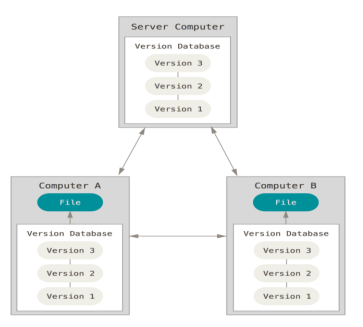 Server Computer
Version Database
Version 3
Version 2
Version 1
Computer A
File
Version Database
Version 3
Version 2
Version 1
Computer B
File
Version Database
Version 3
Version 2
Version 1